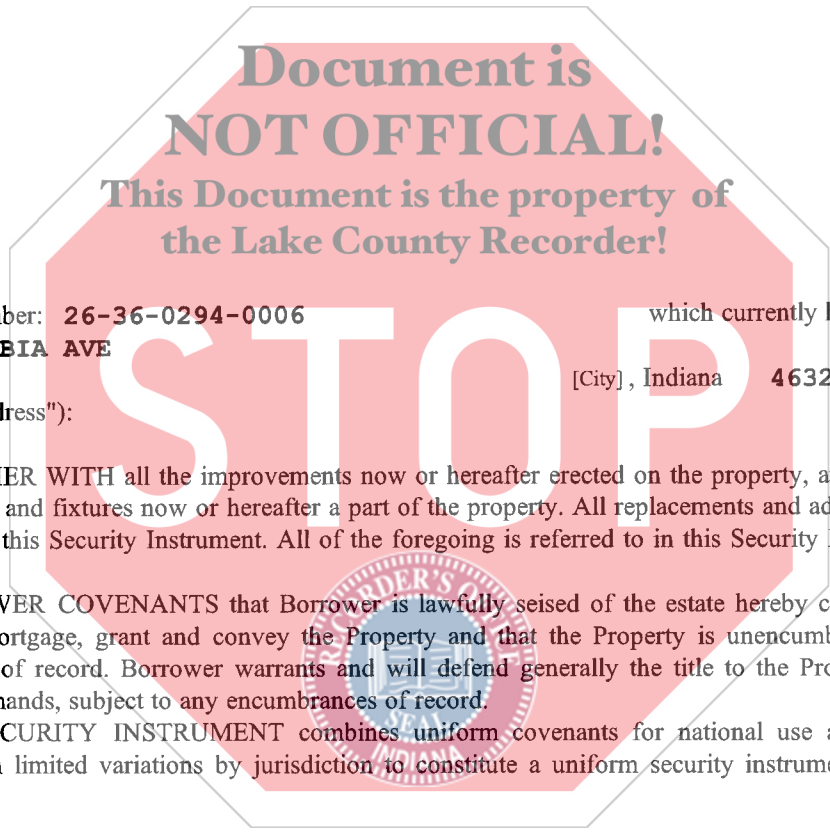 Document is
NOT OFFICIAL!
This Document is the property of
the Lake County Recorder!
STOP
ber: 26-36-0294-0006 which currently
BIA AVE
[City] , Indiana 4632
dress"):
ER WITH all the improvements now or hereafter erected on the property, a
and fixtures now or hereafter a part of the property. All replacements and ad
this Security Instrument. All of the foregoing is referred to in this Security
VER COVENANTS that Borrower is lawfully seised of the estate hereby c
ortgage, grant and convey the Property and that the Property is unencumb
of record. Borrower warrants and will defend generally the title to the Pro
ands, subject to any encumbrances of record.
CURITY INSTRUMENT combines uniform covenants for national use a
limited variations by jurisdiction to constitute a uniform security instrume
RECORDER'S OFFICE
SEAL
INDIANA